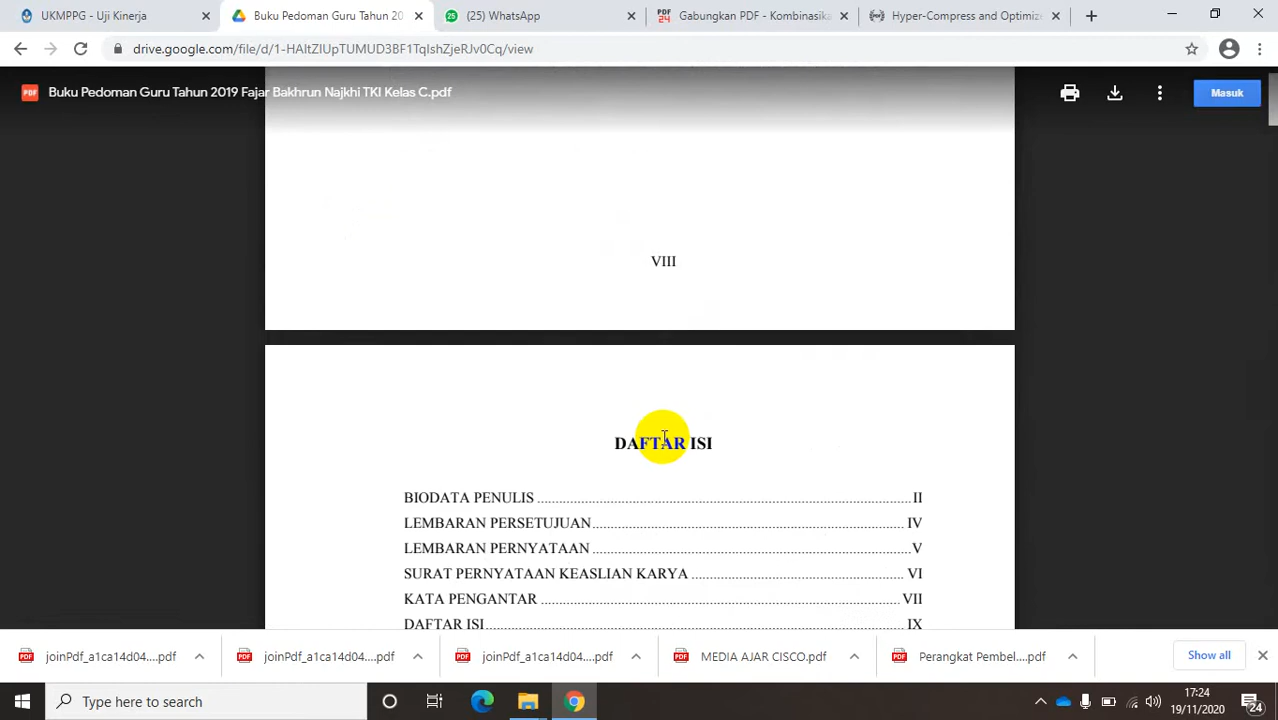 UKMPPG - Uji Kinerja
Buku Pedoman Guru Tahun 20
(25) WhatsApp
Gabungkan PDF - Kombinasika
Hyper-Compress and Optimize
drive.google.com/file/d/1-HAItZIUpTUMUD3BF1TqIshZjeRJv0Cq/view
Buku Pedoman Guru Tahun 2019 Fajar Bakhrun Najkhi TKI Kelas C.pdf
Masuk
VIII
DAFTAR ISI
BIODATA PENULIS ........ II
LEMBARAN PERSETUJUAN ........ IV
LEMBARAN PERNYATAAN ........ V
SURAT PERNYATAAN KEASLIAN KARYA ........ VI
KATA PENGANTAR ........ VII
DAFTAR ISI ........ IX
joinPdf_a1ca14d04....pdf
joinPdf_a1ca14d04....pdf
joinPdf_a1ca14d04....pdf
MEDIA AJAR CISCO.pdf
Perangkat Pembel....pdf
Show all
Type here to search
17:24
19/11/2020
24